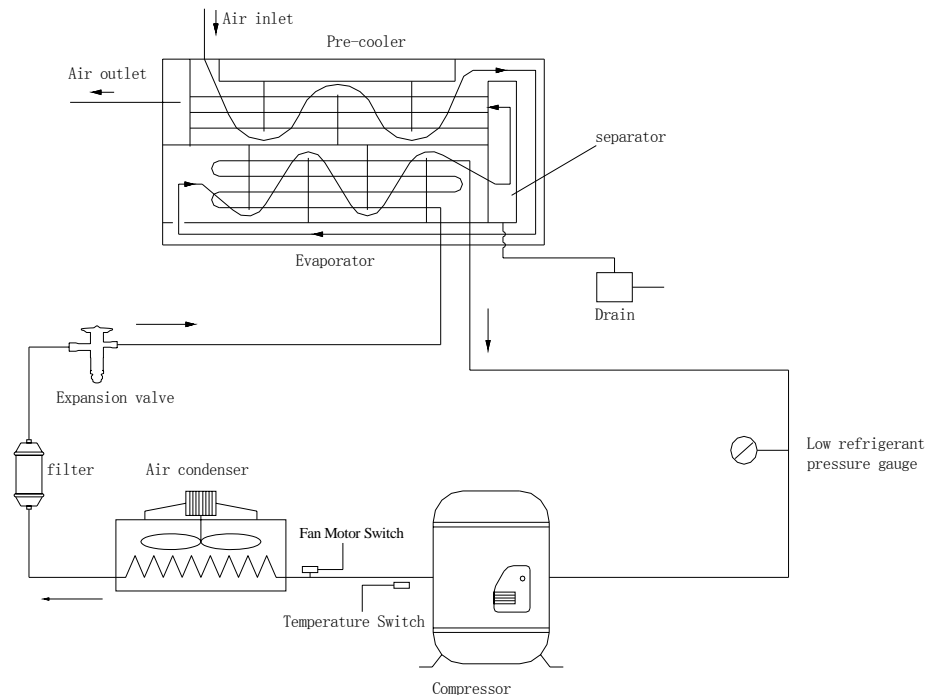 Air inlet
Pre-cooler
Air outlet
separator
Evaporator
Drain
Expansion valve
Low refrigerant
pressure gauge
filter
Air condenser
Fan Motor Switch
Temperature Switch
Compressor